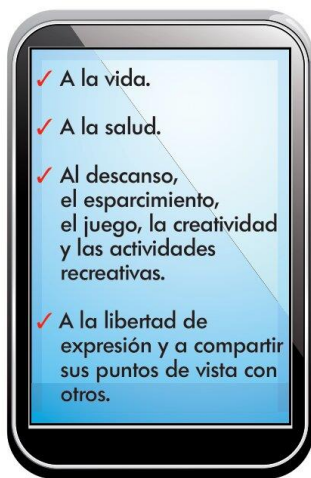 ✓ A la vida.
✓ A la salud.
✓ Al descanso,
el esparcimiento,
el juego, la creatividad
y las actividades
recreativas.
✓ A la libertad de
expresión y a compartir
sus puntos de vista con
otros.